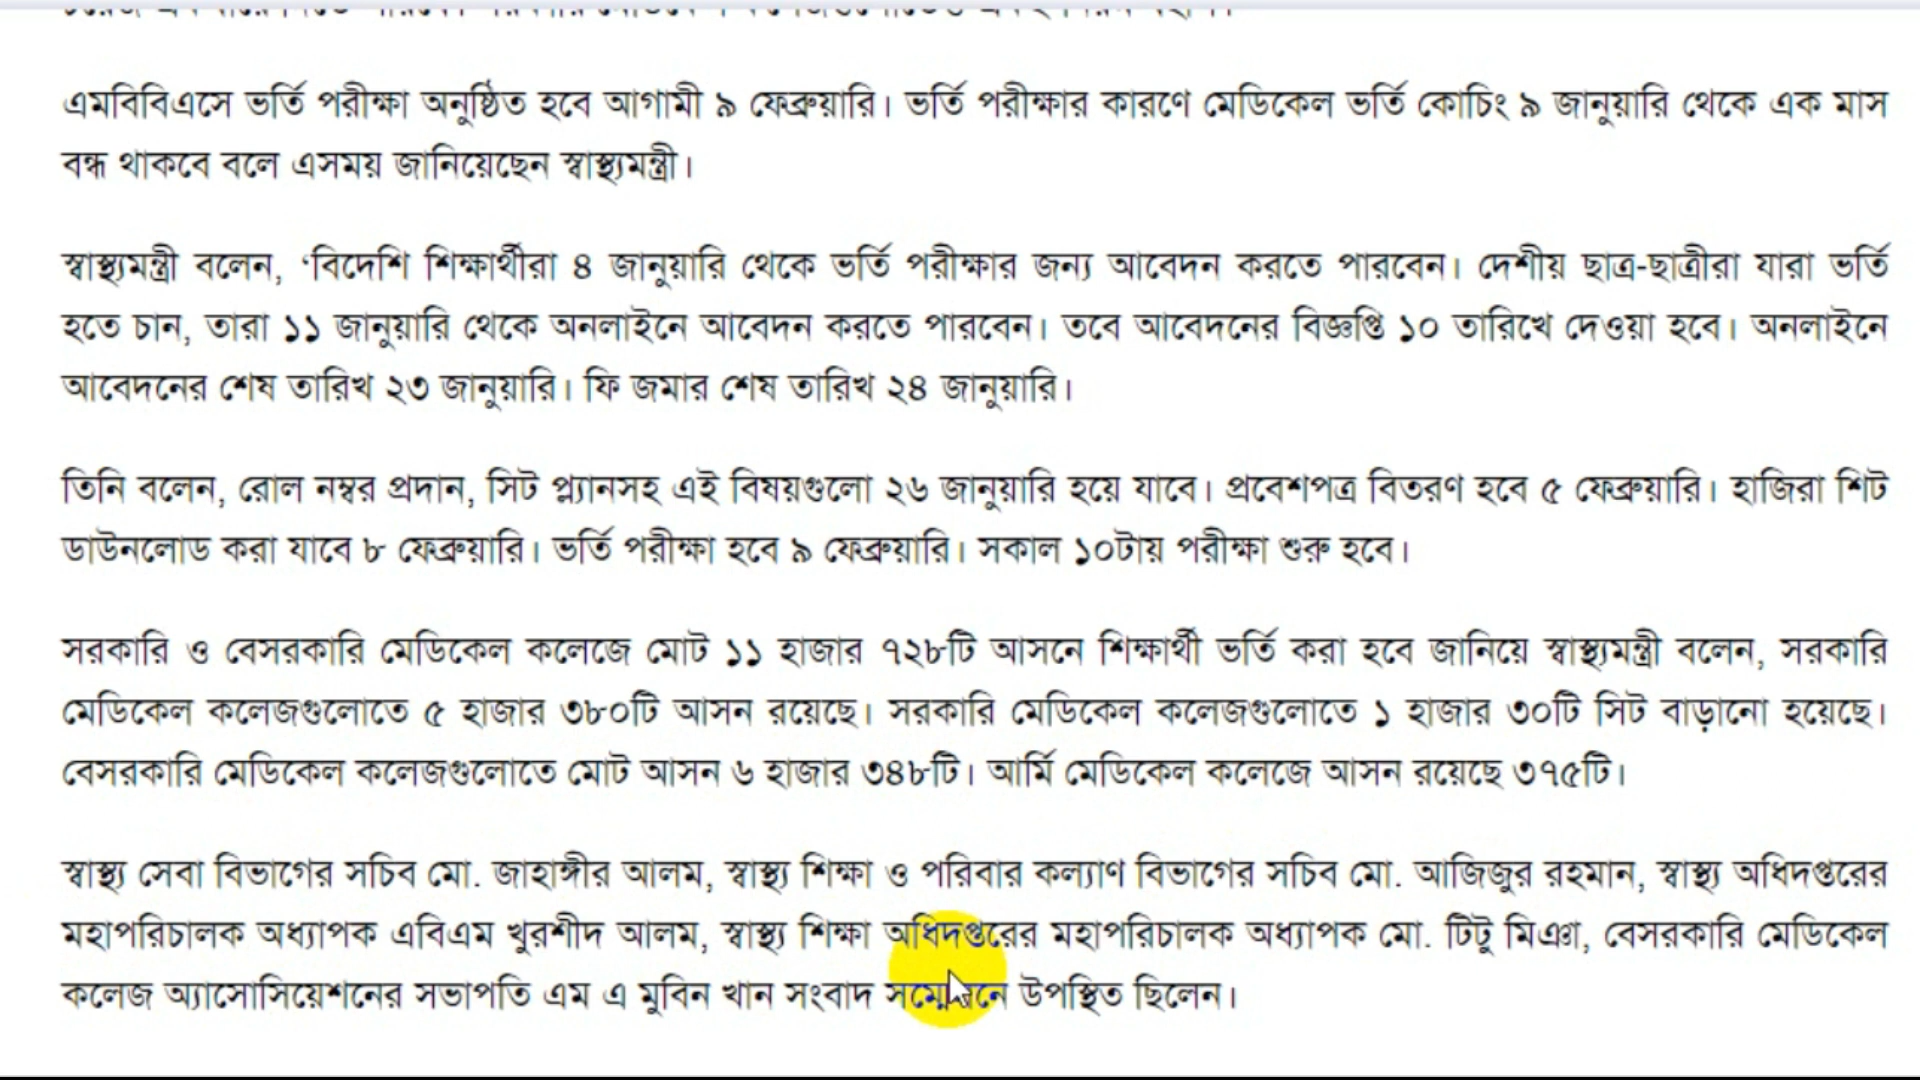 এমবিবিএসে ভর্তি পরীক্ষা অনুষ্ঠিত হবে আগামী ৯ ফেব্রুয়ারি। ভর্তি পরীক্ষার কারণে মেডিকেল ভর্তি কোচিং ৯ জানুয়ারি থেকে এক মাস
বন্ধ থাকবে বলে এসময় জানিয়েছেন স্বাস্থ্যমন্ত্রী।
স্বাস্থ্যমন্ত্রী বলেন, ‘বিদেশি শিক্ষার্থীরা ৪ জানুয়ারি থেকে ভর্তি পরীক্ষার জন্য আবেদন করতে পারবেন। দেশীয় ছাত্র-ছাত্রীরা যারা ভর্তি
হতে চান, তারা ১১ জানুয়ারি থেকে অনলাইনে আবেদন করতে পারবেন। তবে আবেদনের বিজ্ঞপ্তি ১০ তারিখে দেওয়া হবে। অনলাইনে
আবেদনের শেষ তারিখ ২৩ জানুয়ারি। ফি জমার শেষ তারিখ ২৪ জানুয়ারি।
তিনি বলেন, রোল নম্বর প্রদান, সিট প্ল্যানসহ এই বিষয়গুলো ২৬ জানুয়ারি হয়ে যাবে। প্রবেশপত্র বিতরণ হবে ৫ ফেব্রুয়ারি। হাজিরা শিট
ডাউনলোড করা যাবে ৮ ফেব্রুয়ারি। ভর্তি পরীক্ষা হবে ৯ ফেব্রুয়ারি। সকাল ১০টায় পরীক্ষা শুরু হবে।
সরকারি ও বেসরকারি মেডিকেল কলেজে মোট ১১ হাজার ৭২৮টি আসনে শিক্ষার্থী ভর্তি করা হবে জানিয়ে স্বাস্থ্যমন্ত্রী বলেন, সরকারি
মেডিকেল কলেজগুলোতে ৫ হাজার ৩৮০টি আসন রয়েছে। সরকারি মেডিকেল কলেজগুলোতে ১ হাজার ৩০টি সিট বাড়ানো হয়েছে।
বেসরকারি মেডিকেল কলেজগুলোতে মোট আসন ৬ হাজার ৩৪৮টি। আর্মি মেডিকেল কলেজে আসন রয়েছে ৩৭৫টি।
স্বাস্থ্য সেবা বিভাগের সচিব মো. জাহাঙ্গীর আলম, স্বাস্থ্য শিক্ষা ও পরিবার কল্যাণ বিভাগের সচিব মো. আজিজুর রহমান, স্বাস্থ্য অধিদপ্তরের
মহাপরিচালক অধ্যাপক এবিএম খুরশীদ আলম, স্বাস্থ্য শিক্ষা অধিদপ্তরের মহাপরিচালক অধ্যাপক মো. টিটু মিঞা, বেসরকারি মেডিকেল
কলেজ অ্যাসোসিয়েশনের সভাপতি এম এ মুবিন খান সংবাদ সম্মেলনে উপস্থিত ছিলেন।